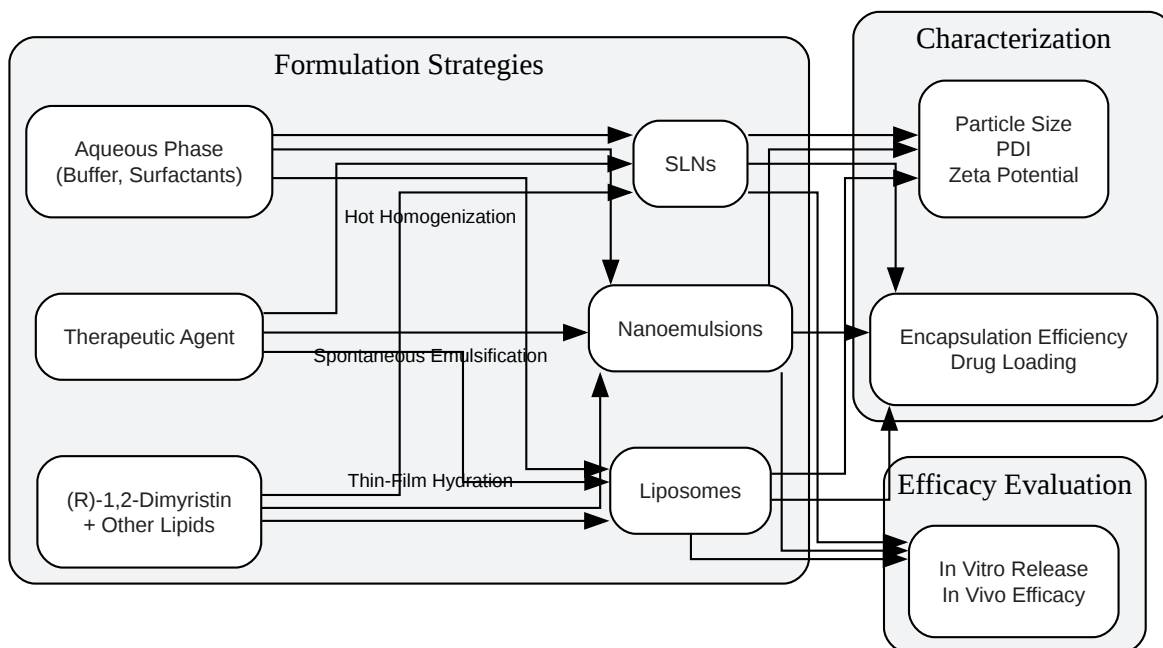 Formulation Strategies
Aqueous Phase
(Buffer, Surfactants)
Therapeutic Agent
(R)-1,2-Dimyristin
+ Other Lipids
Hot Homogenization
Spontaneous Emulsification
Thin-Film Hydration
SLNs
Nanoemulsions
Liposomes
Characterization
Particle Size
PDI
Zeta Potential
Encapsulation Efficiency
Drug Loading
Efficacy Evaluation
In Vitro Release
In Vivo Efficacy